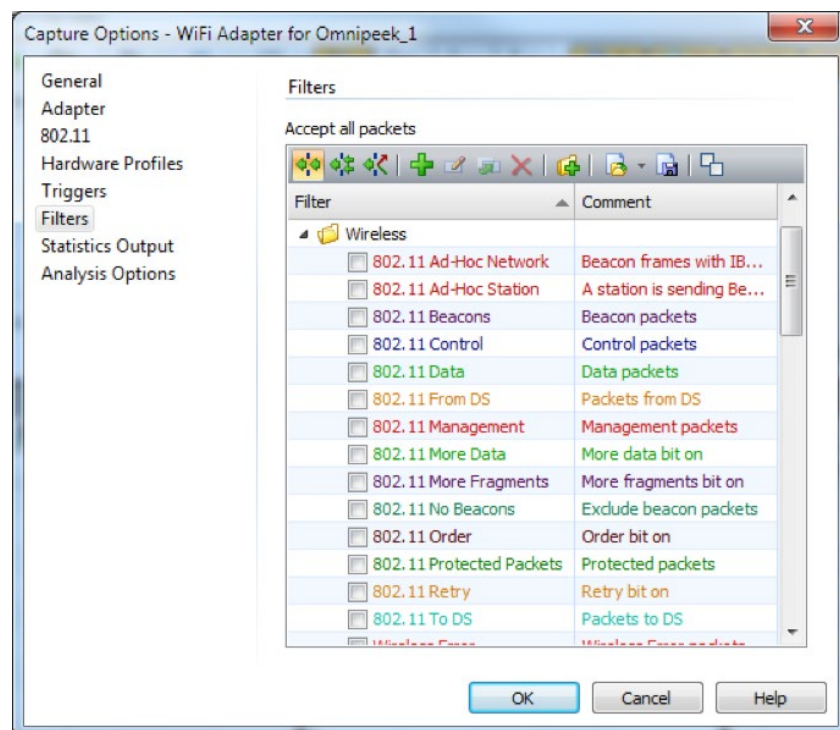 Capture Options - WiFi Adapter for Omnipeek_1
General
Adapter
802.11
Hardware Profiles
Triggers
Filters
Statistics Output
Analysis Options
Filters
Accept all packets
Filter Comment
Wireless
802.11 Ad-Hoc Network Beacon frames with IB...
802.11 Ad-Hoc Station A station is sending Be...
802.11 Beacons Beacon packets
802.11 Control Control packets
802.11 Data Data packets
802.11 From DS Packets from DS
802.11 Management Management packets
802.11 More Data More data bit on
802.11 More Fragments More fragments bit on
802.11 No Beacons Exclude beacon packets
802.11 Order Order bit on
802.11 Protected Packets Protected packets
802.11 Retry Retry bit on
802.11 To DS Packets to DS
Wireless Error Wireless Error packets
OK Cancel Help